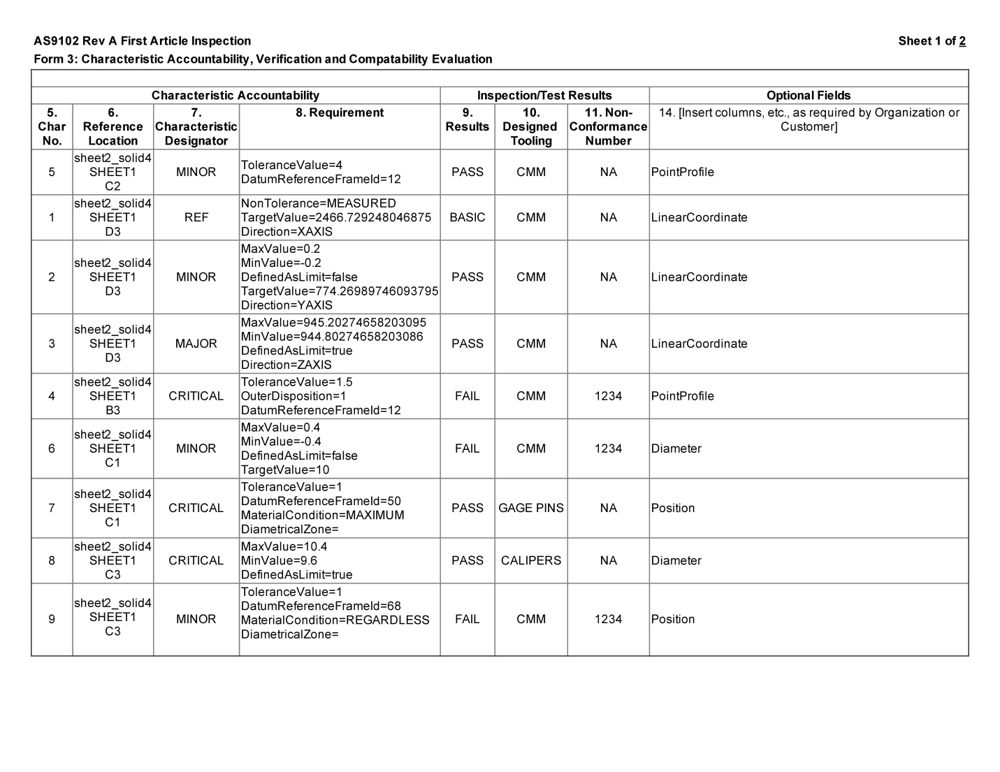 AS9102 Rev A First Article Inspection
Sheet 1 of 2
Form 3: Characteristic Accountability, Verification and Compatability Evaluation
Characteristic Accountability
Inspection/Test Results
Optional Fields
5.
Char
No.
6.
Reference
Location
7.
Characteristic
Designator
8. Requirement
9.
Results
10.
Designed
Tooling
11. Non-
Conformance
Number
14. [Insert columns, etc., as required by Organization or
Customer]
5
sheet2_solid4
SHEET1
C2
MINOR
ToleranceValue=4
DatumReferenceFrameId=12
PASS
CMM
NA
PointProfile
1
sheet2_solid4
SHEET1
D3
REF
NonTolerance=MEASURED
TargetValue=2466.729248046875
Direction=XAXIS
BASIC
CMM
NA
LinearCoordinate
2
sheet2_solid4
SHEET1
D3
MINOR
MaxValue=0.2
MinValue=-0.2
DefinedAsLimit=false
TargetValue=774.26989746093795
Direction=YAXIS
PASS
CMM
NA
LinearCoordinate
3
sheet2_solid4
SHEET1
D3
MAJOR
MaxValue=945.20274658203095
MinValue=944.80274658203086
DefinedAsLimit=true
Direction=ZAXIS
PASS
CMM
NA
LinearCoordinate
4
sheet2_solid4
SHEET1
B3
CRITICAL
ToleranceValue=1.5
OuterDisposition=1
DatumReferenceFrameId=12
FAIL
CMM
1234
PointProfile
6
sheet2_solid4
SHEET1
C1
MINOR
MaxValue=0.4
MinValue=-0.4
DefinedAsLimit=false
TargetValue=10
FAIL
CMM
1234
Diameter
7
sheet2_solid4
SHEET1
C1
CRITICAL
ToleranceValue=1
DatumReferenceFrameId=50
MaterialCondition=MAXIMUM
DiametricalZone=
PASS
GAGE PINS
NA
Position
8
sheet2_solid4
SHEET1
C3
CRITICAL
MaxValue=10.4
MinValue=9.6
DefinedAsLimit=true
PASS
CALIPERS
NA
Diameter
9
sheet2_solid4
SHEET1
C3
MINOR
ToleranceValue=1
DatumReferenceFrameId=68
MaterialCondition=REGARDLESS
DiametricalZone=
FAIL
CMM
1234
Position